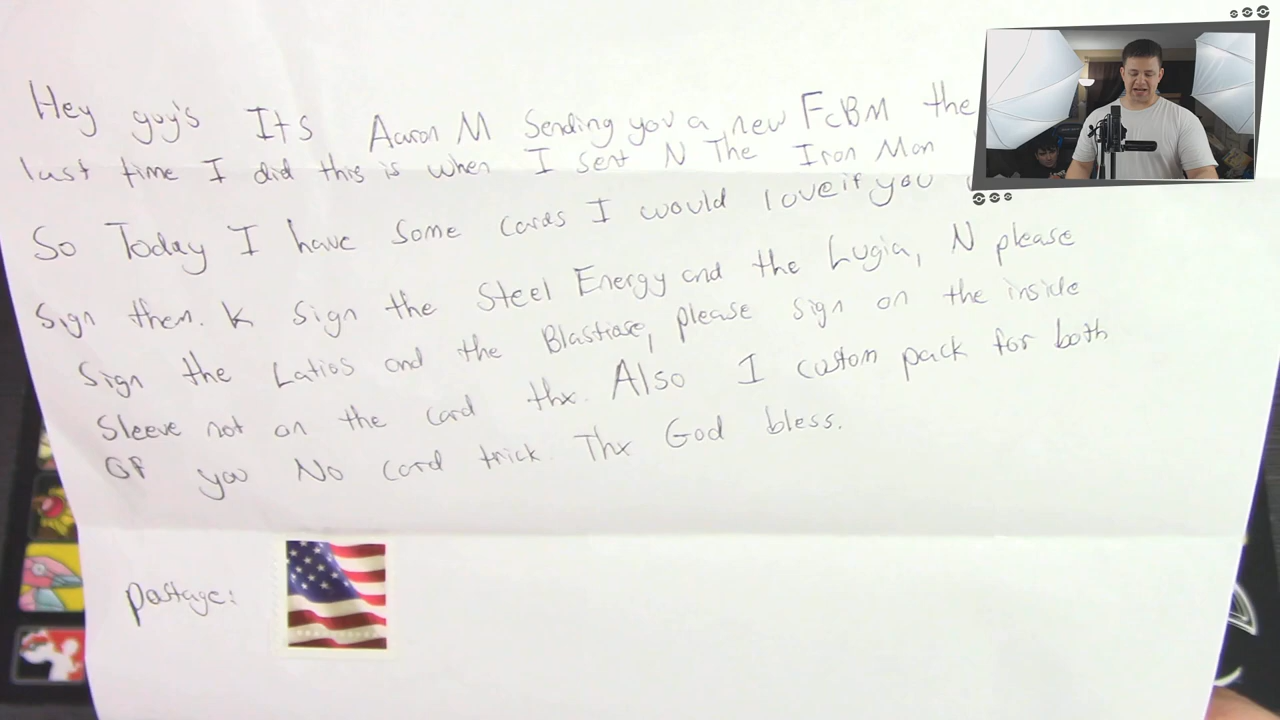 Hey guy's Its Aaron M Sending you a new FcBM the
last time I did this is when I sent N The Iron Man
So Today I have some cards I would love if you
Sign them. K sign the Steel Energy and the Lugia, N please
Sign the Latios and the Blastiase, please sign on the inside
Sleeve not on the card thx. Also I custom pack for both
OF you No card trick. Thx God bless.
postage: